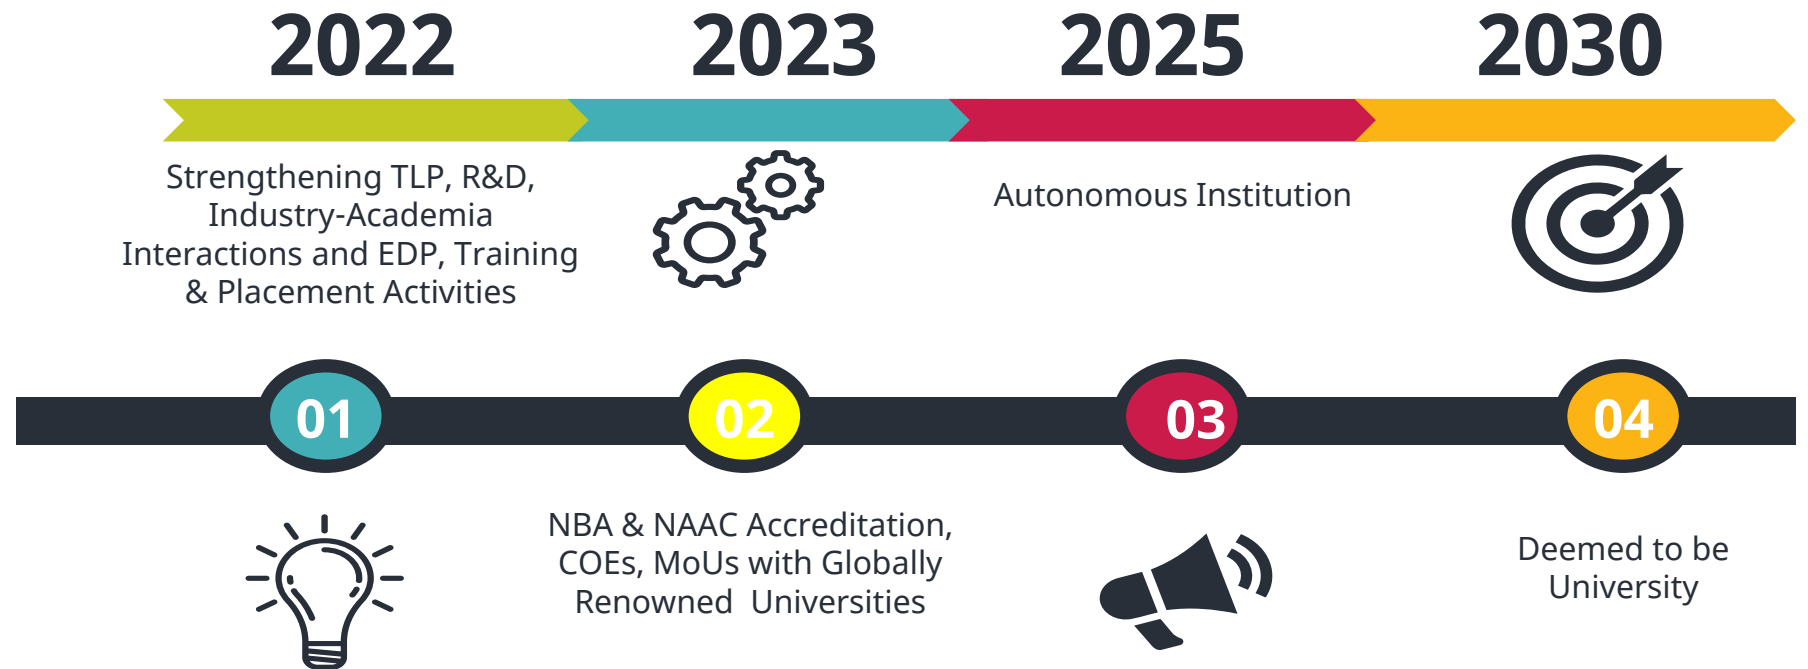 2022
2023
2025
2030
Strengthening TLP, R&D,
Industry-Academia
Interactions and EDP, Training
& Placement Activities
Autonomous Institution
01
02
03
04
NBA & NAAC Accreditation,
COEs, MoUs with Globally
Renowned  Universities
Deemed to be
University